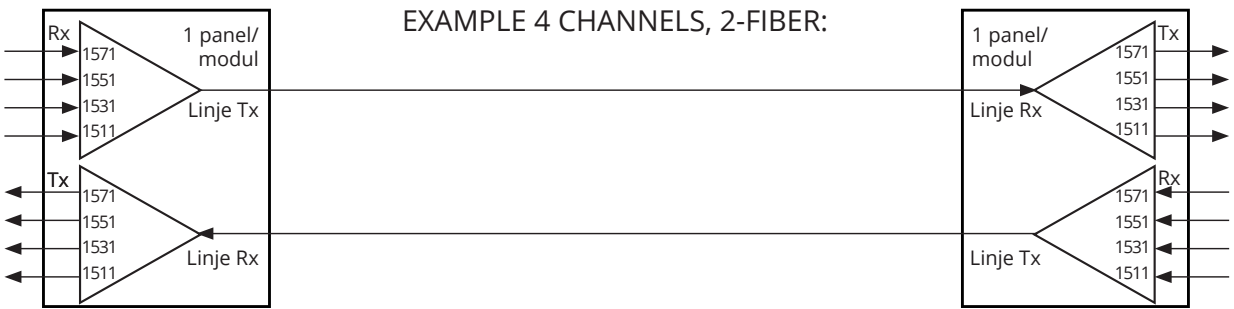 EXAMPLE 4 CHANNELS, 2-FIBER:
Rx
1571
1551
1531
1511
1 panel/
modul
Linje Tx
Tx
1571
1551
1531
1511
Linje Rx
1 panel/
modul
Linje Rx
Tx
1571
1551
1531
1511
Linje Tx
Rx
1571
1551
1531
1511